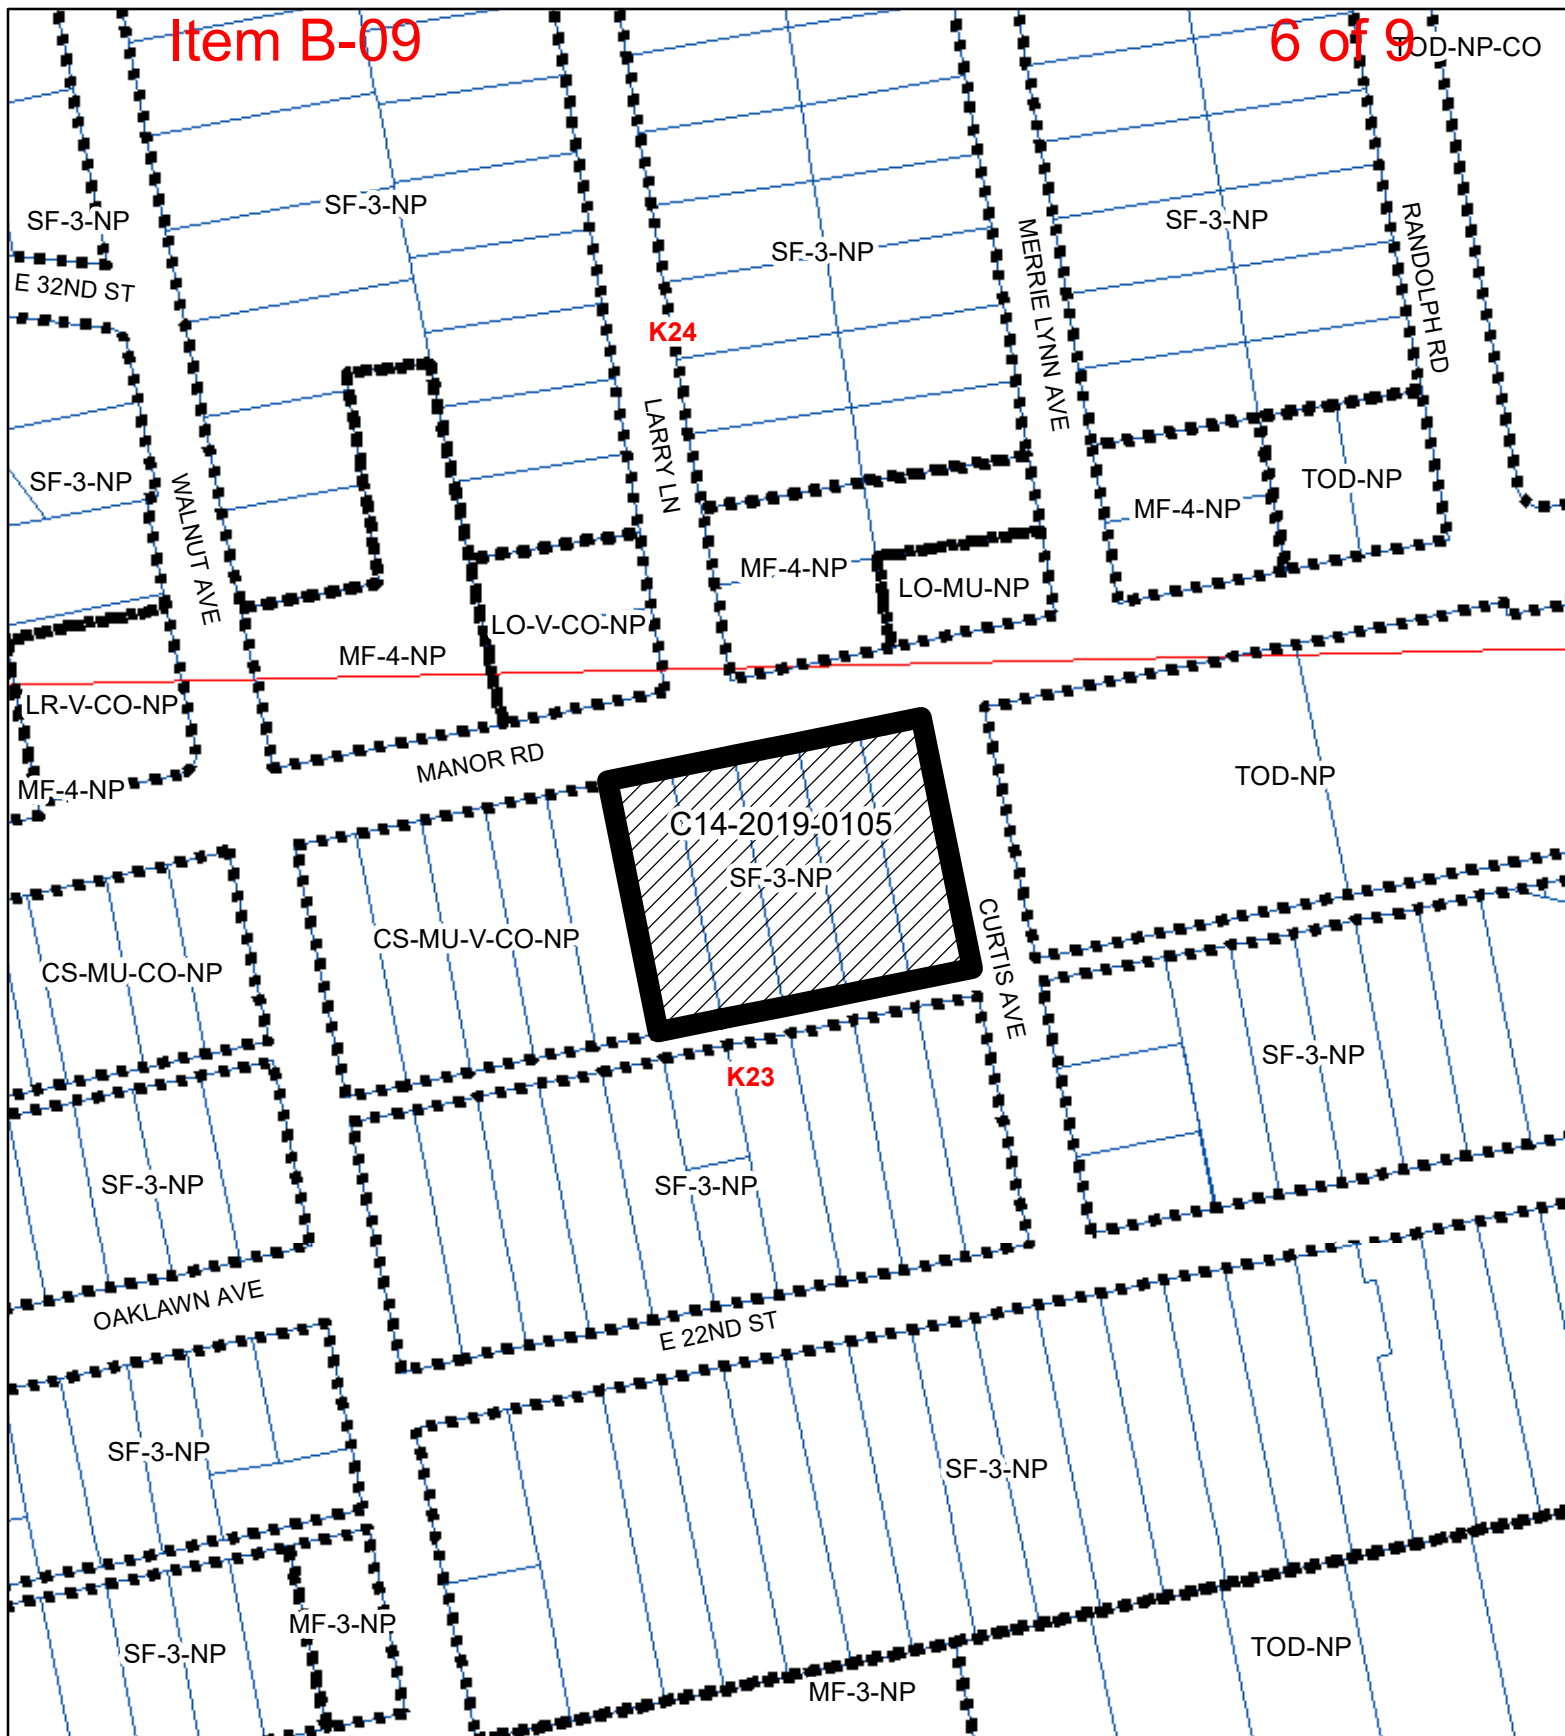 Item B-09
6 of 9
TOD-NP-CO
SF-3-NP
SF-3-NP
SF-3-NP
SF-3-NP
E 32ND ST
MERRIE LYNN AVE
RANDOLPH RD
K24
LARRY LN
SF-3-NP
WALNUT AVE
TOD-NP
MF-4-NP
MF-4-NP
LO-MU-NP
LO-V-CO-NP
MF-4-NP
LR-V-CO-NP
MANOR RD
MF-4-NP
TOD-NP
C14-2019-0105
SF-3-NP
CS-MU-V-CO-NP
CURTIS AVE
CS-MU-CO-NP
SF-3-NP
K23
SF-3-NP
SF-3-NP
OAKLAWN AVE
E 22ND ST
SF-3-NP
SF-3-NP
MF-3-NP
SF-3-NP
TOD-NP
MF-3-NP